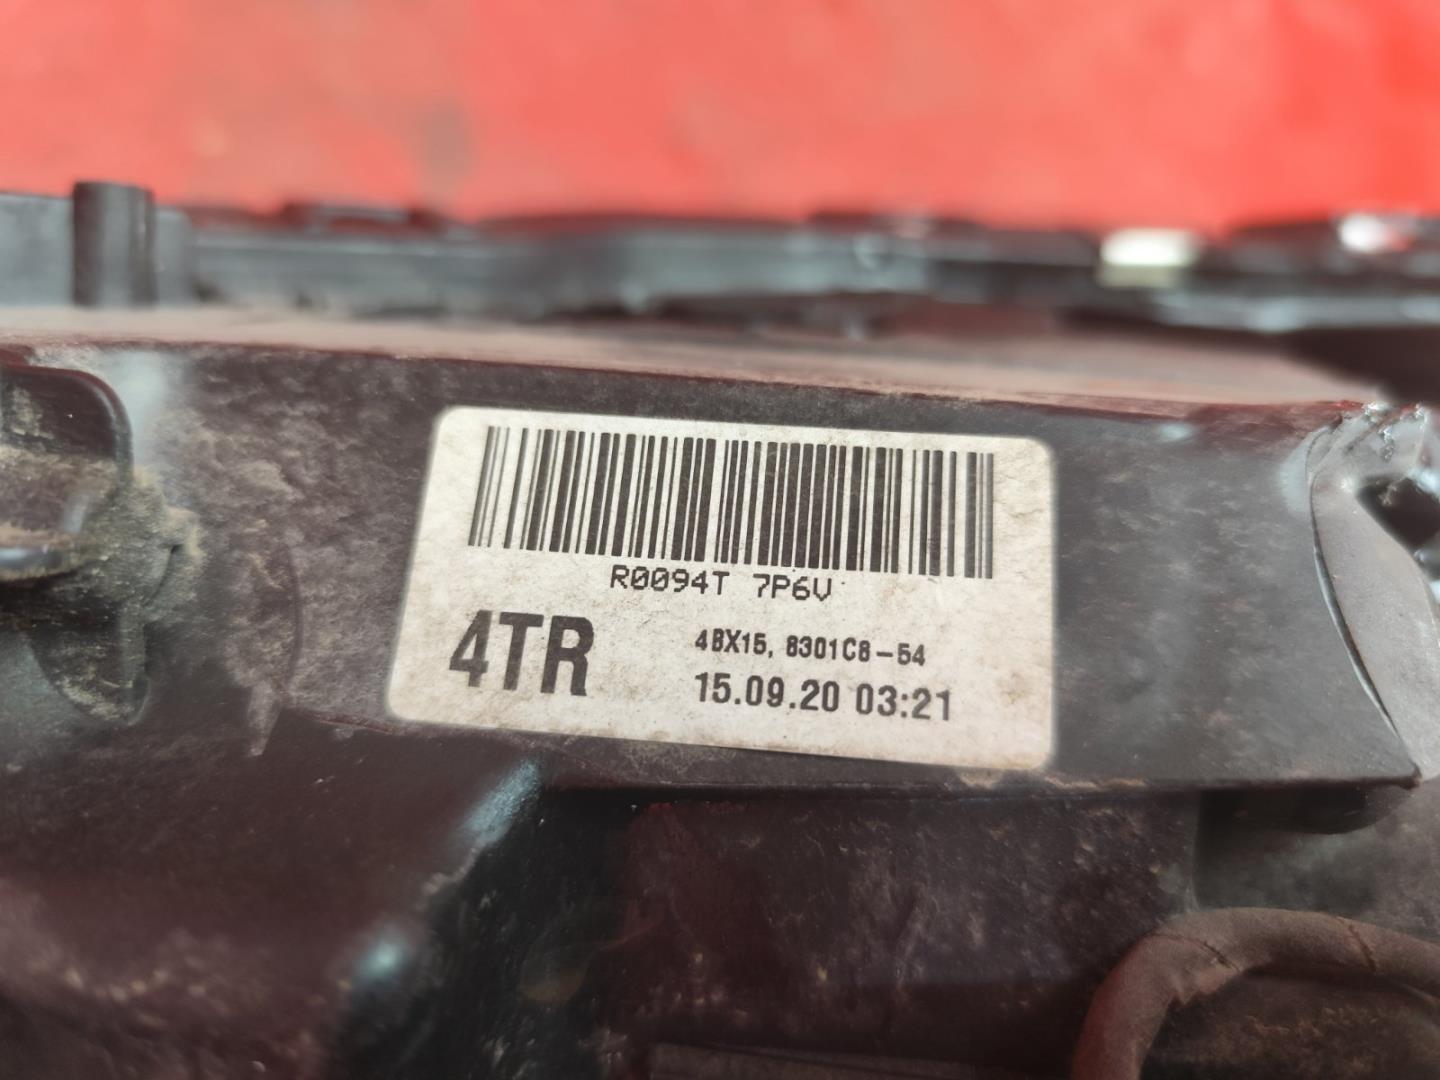 R0094T 7P6V
4TR
4BX15, 8301C8-54
15.09.20 03:21